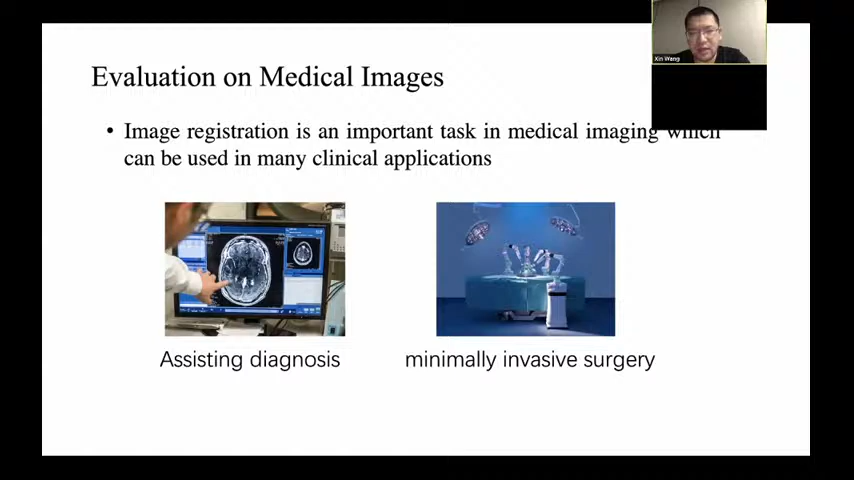 Evaluation on Medical Images
Xin Wang
• Image registration is an important task in medical imaging which
can be used in many clinical applications
Assisting diagnosis
minimally invasive surgery